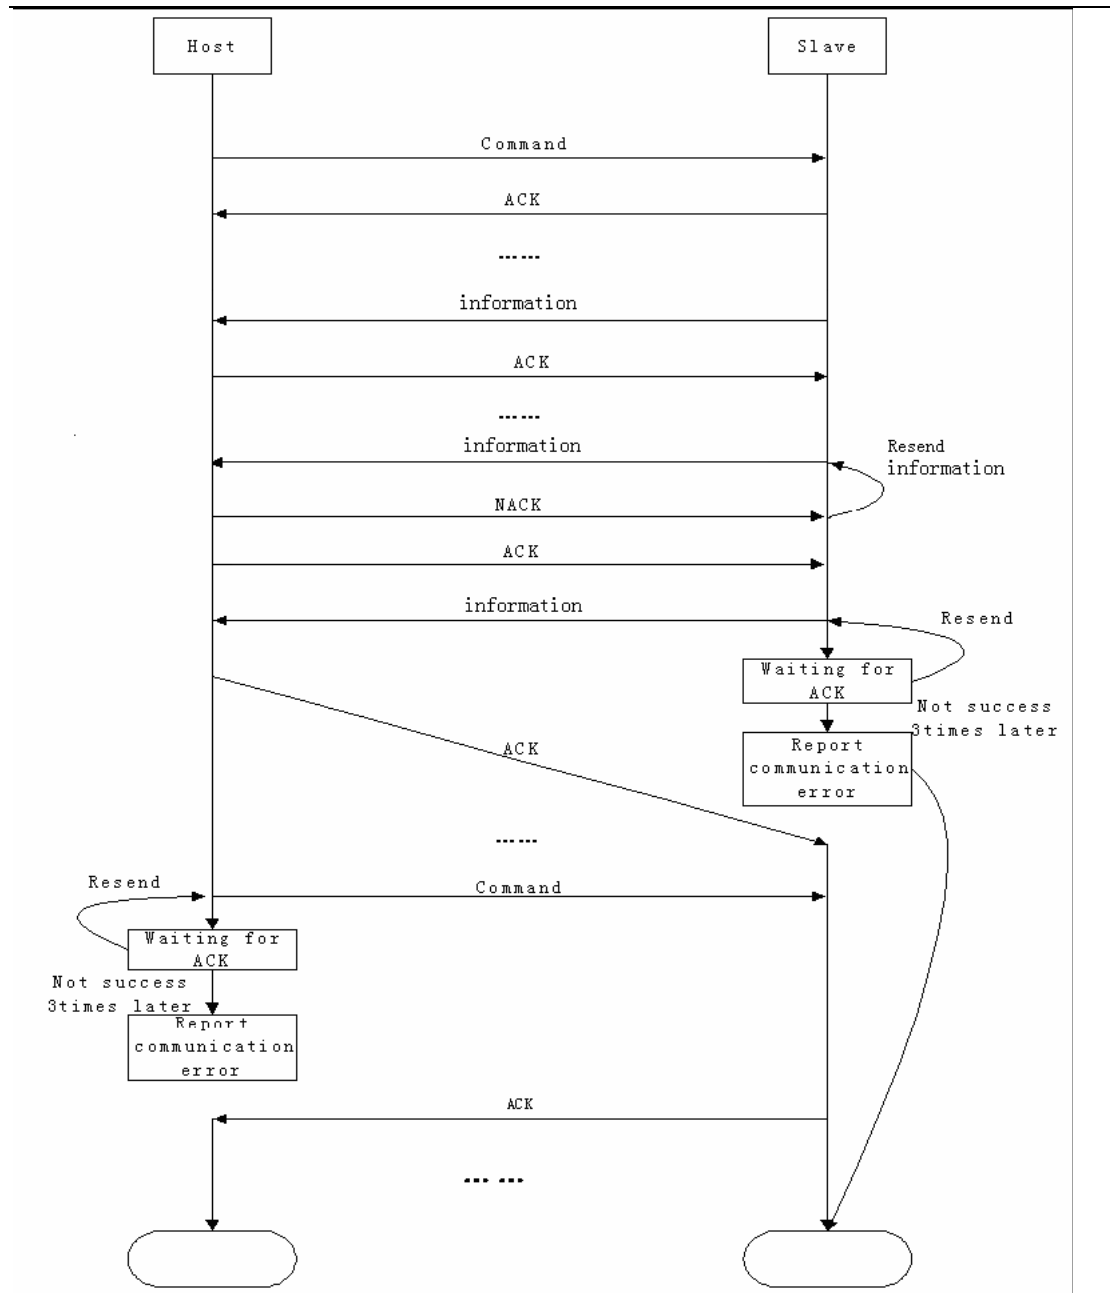 Host
Slave
Command
ACK
……
information
ACK
……
information
Resend
information
NACK
ACK
information
Resend
Waiting for
ACK
Not success
3times later
Report
communication
error
ACK
……
Resend
Command
Waiting for
ACK
Not success
3times later
Report
communication
error
ACK
… …